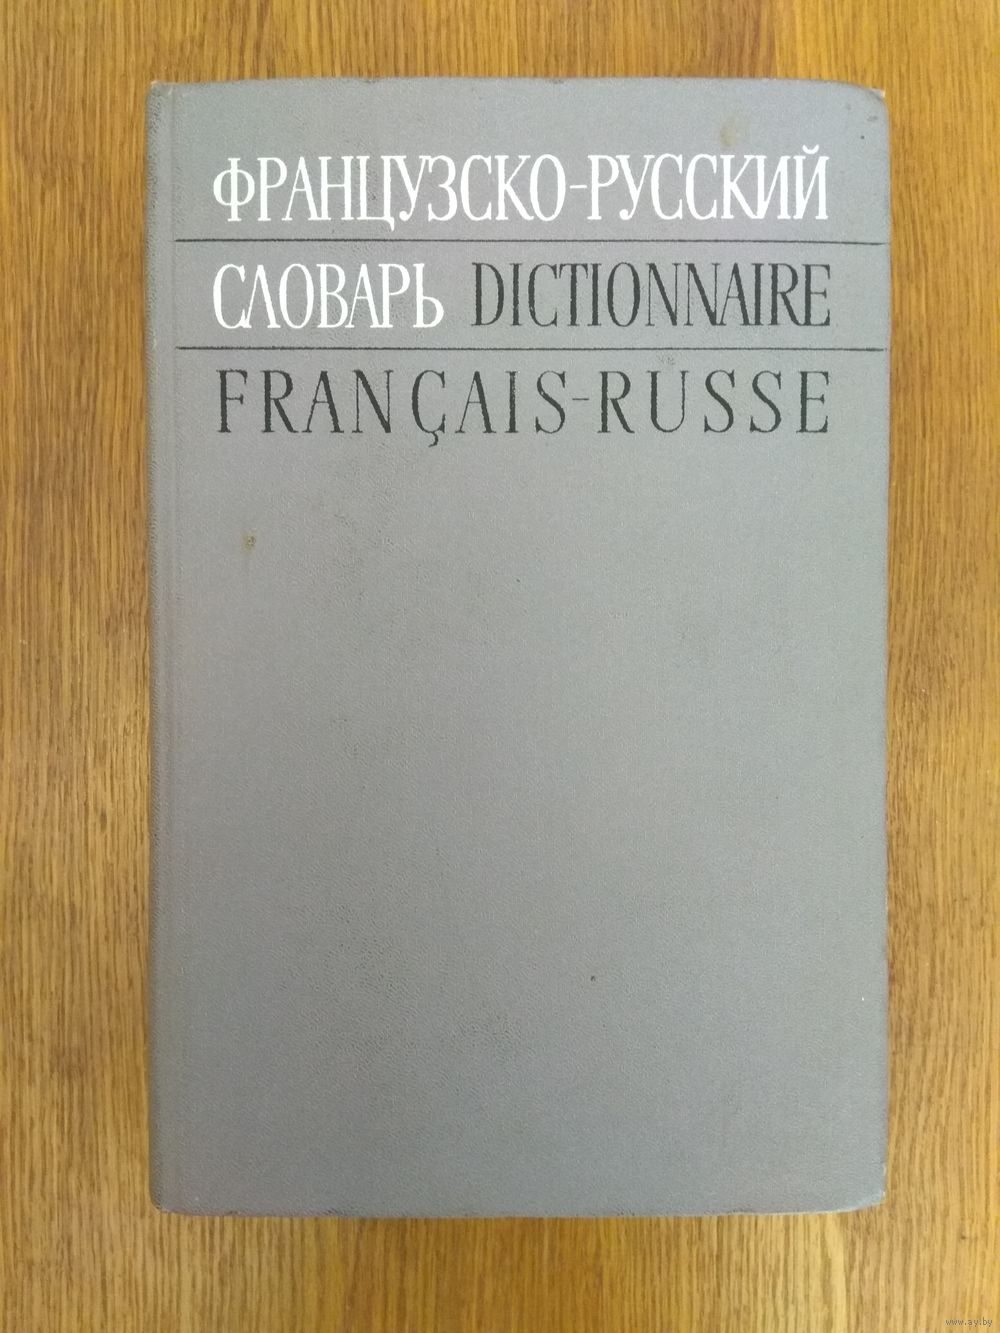 ФРАНЦУЗСКО-РУССКИЙ
СЛОВАРЬ DICTIONNAIRE
FRANÇAIS-RUSSE
www.ay.by